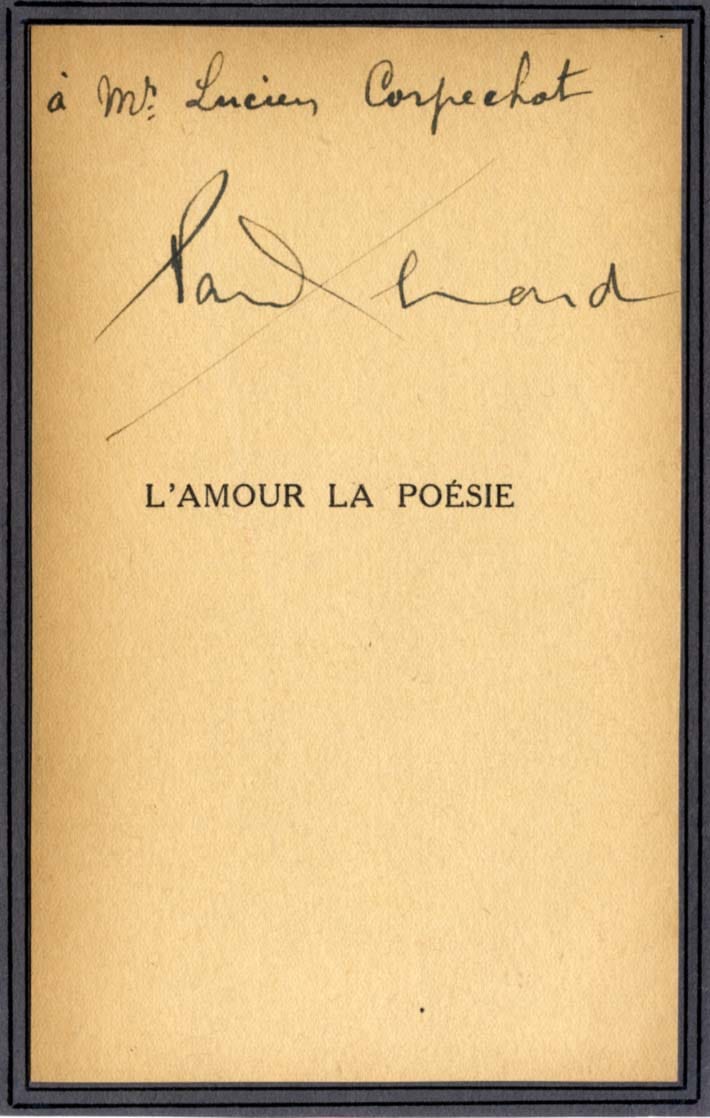 à Mr. Lucien Corpechot
Paul Eluard
L'AMOUR LA POÉSIE